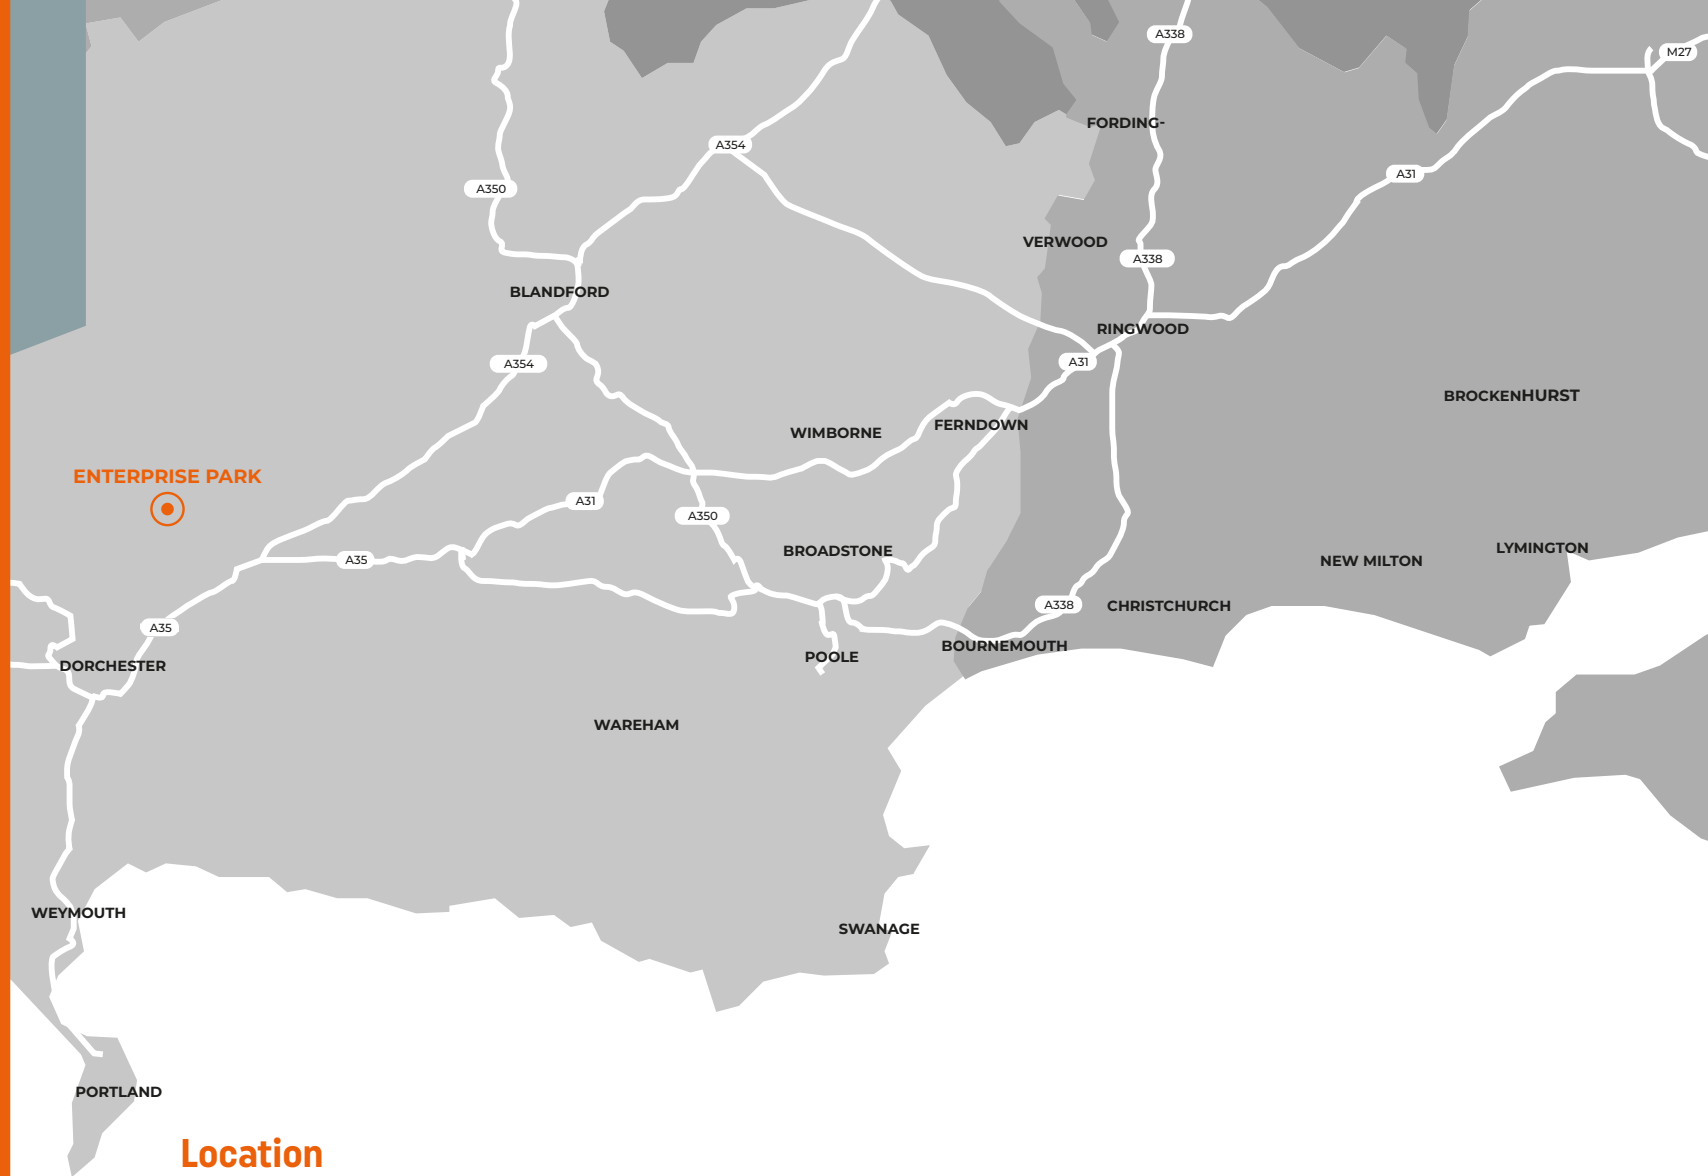 A338
M27
FORDING-
A354
A31
A350
VERWOOD
A338
BLANDFORD
RINGWOOD
A354
A31
BROCKENHURST
FERNDOWN
WIMBORNE
ENTERPRISE PARK
A31
A350
BROADSTONE
LYMINGTON
A35
NEW MILTON
A338
CHRISTCHURCH
A35
BOURNEMOUTH
POOLE
DORCHESTER
WAREHAM
WEYMOUTH
SWANAGE
PORTLAND
Location